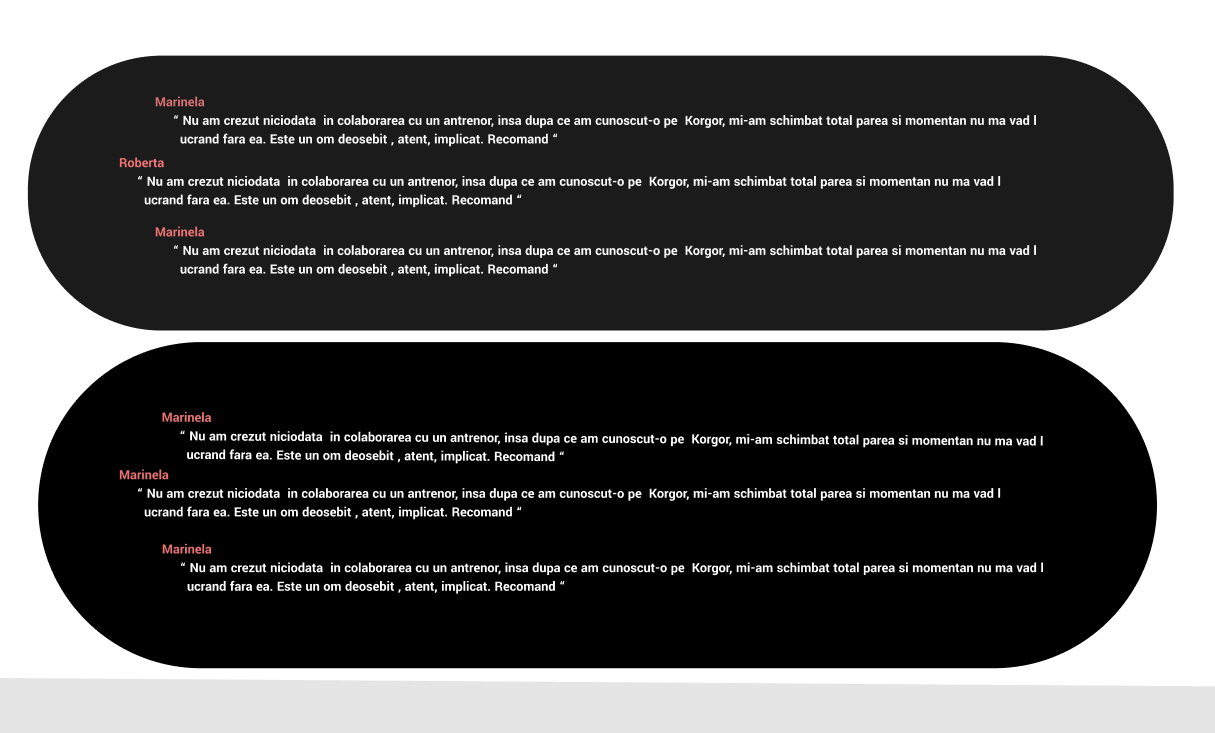 Marinela
“ Nu am crezut niciodata  in colaborarea cu un antrenor, insa dupa ce am cunoscut-o pe  Korgor, mi-am schimbat total parea si momentan nu ma vad l
ucrand fara ea. Este un om deosebit , atent, implicat. Recomand “
Roberta
“ Nu am crezut niciodata  in colaborarea cu un antrenor, insa dupa ce am cunoscut-o pe  Korgor, mi-am schimbat total parea si momentan nu ma vad l
ucrand fara ea. Este un om deosebit , atent, implicat. Recomand “
Marinela
“ Nu am crezut niciodata  in colaborarea cu un antrenor, insa dupa ce am cunoscut-o pe  Korgor, mi-am schimbat total parea si momentan nu ma vad l
ucrand fara ea. Este un om deosebit , atent, implicat. Recomand “
Marinela
“ Nu am crezut niciodata  in colaborarea cu un antrenor, insa dupa ce am cunoscut-o pe  Korgor, mi-am schimbat total parea si momentan nu ma vad l
ucrand fara ea. Este un om deosebit , atent, implicat. Recomand “
Marinela
“ Nu am crezut niciodata  in colaborarea cu un antrenor, insa dupa ce am cunoscut-o pe  Korgor, mi-am schimbat total parea si momentan nu ma vad l
ucrand fara ea. Este un om deosebit , atent, implicat. Recomand “
Marinela
“ Nu am crezut niciodata  in colaborarea cu un antrenor, insa dupa ce am cunoscut-o pe  Korgor, mi-am schimbat total parea si momentan nu ma vad l
ucrand fara ea. Este un om deosebit , atent, implicat. Recomand “